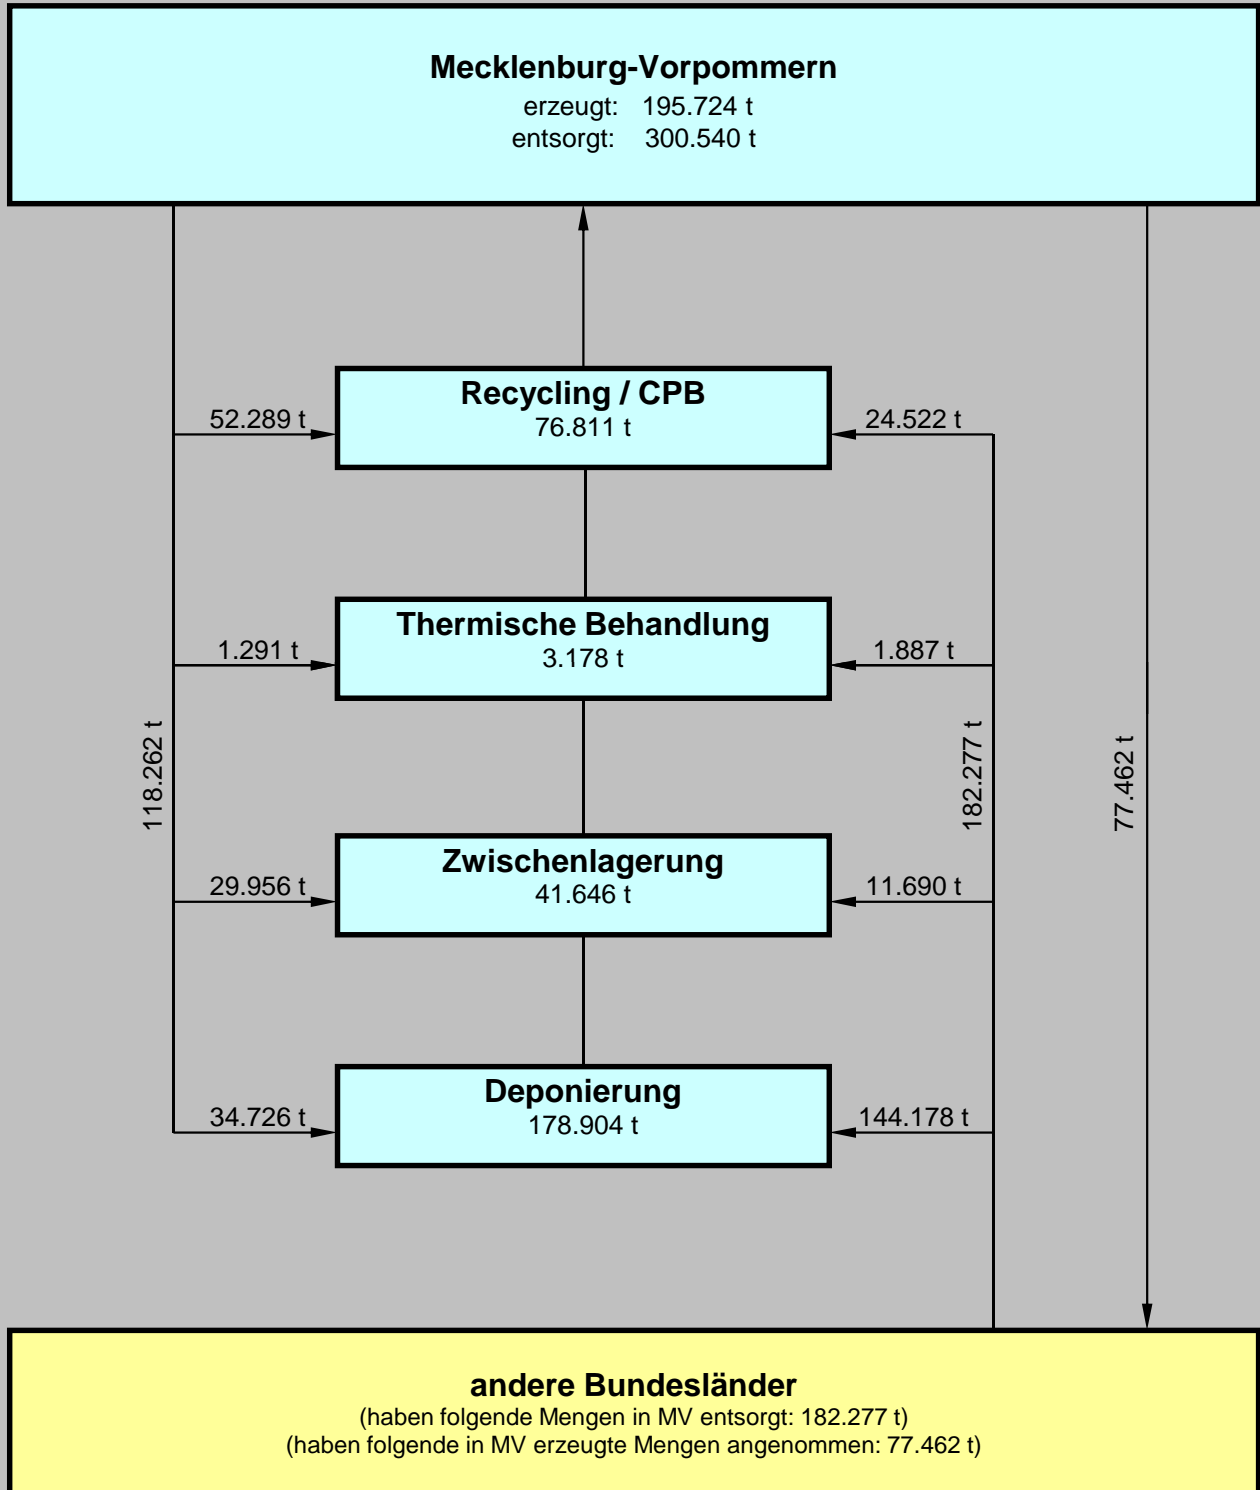 Mecklenburg-Vorpommern
erzeugt: 195.724 t
entsorgt: 300.540 t
Recycling / CPB
76.811 t
52.289 t
24.522 t
Thermische Behandlung
3.178 t
1.291 t
1.887 t
118.262 t
182.277 t
77.462 t
Zwischenlagerung
41.646 t
29.956 t
11.690 t
Deponierung
178.904 t
34.726 t
144.178 t
andere Bundesländer
(haben folgende Mengen in MV entsorgt: 182.277 t)
(haben folgende in MV erzeugte Mengen angenommen: 77.462 t)